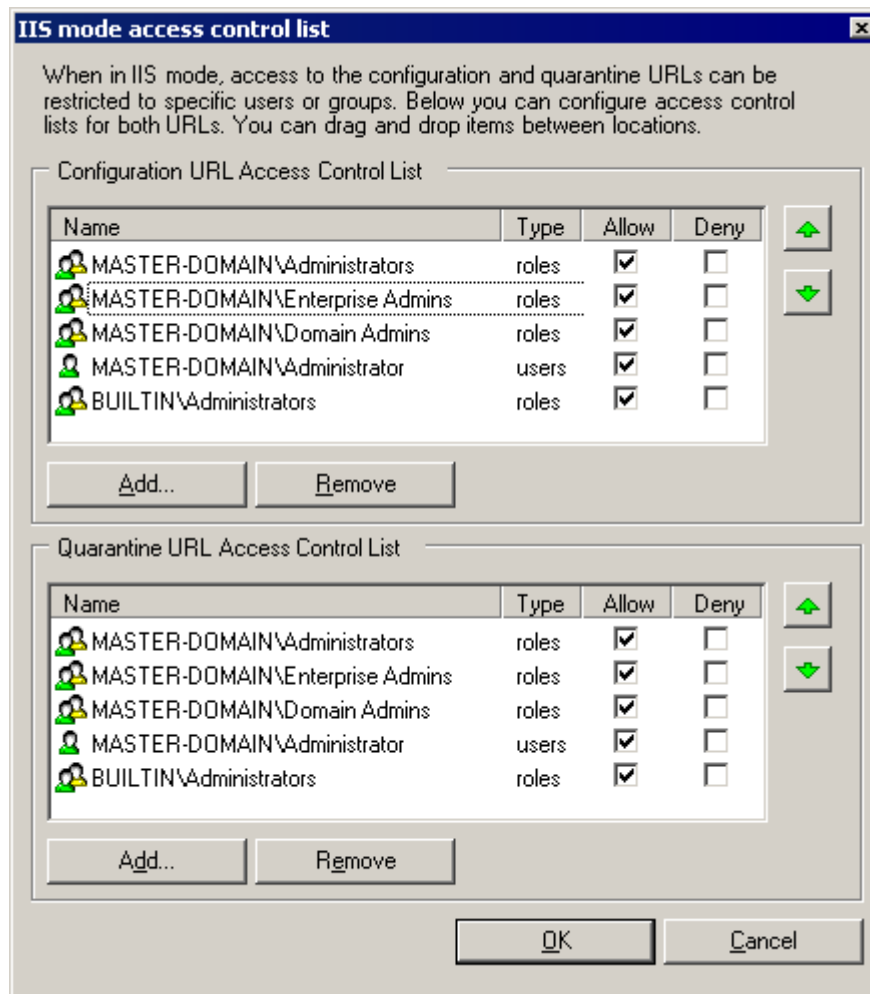 IIS mode access control list
When in IIS mode, access to the configuration and quarantine URLs can be
restricted to specific users or groups. Below you can configure access control
lists for both URLs. You can drag and drop items between locations.
Configuration URL Access Control List
Name Type Allow Deny
MASTER-DOMAIN\Administrators roles
MASTER-DOMAIN\Enterprise Admins roles
MASTER-DOMAIN\Domain Admins roles
MASTER-DOMAIN\Administrator users
BUILTIN\Administrators roles
Add... Remove
Quarantine URL Access Control List
Name Type Allow Deny
MASTER-DOMAIN\Administrators roles
MASTER-DOMAIN\Enterprise Admins roles
MASTER-DOMAIN\Domain Admins roles
MASTER-DOMAIN\Administrator users
BUILTIN\Administrators roles
Add... Remove
OK Cancel